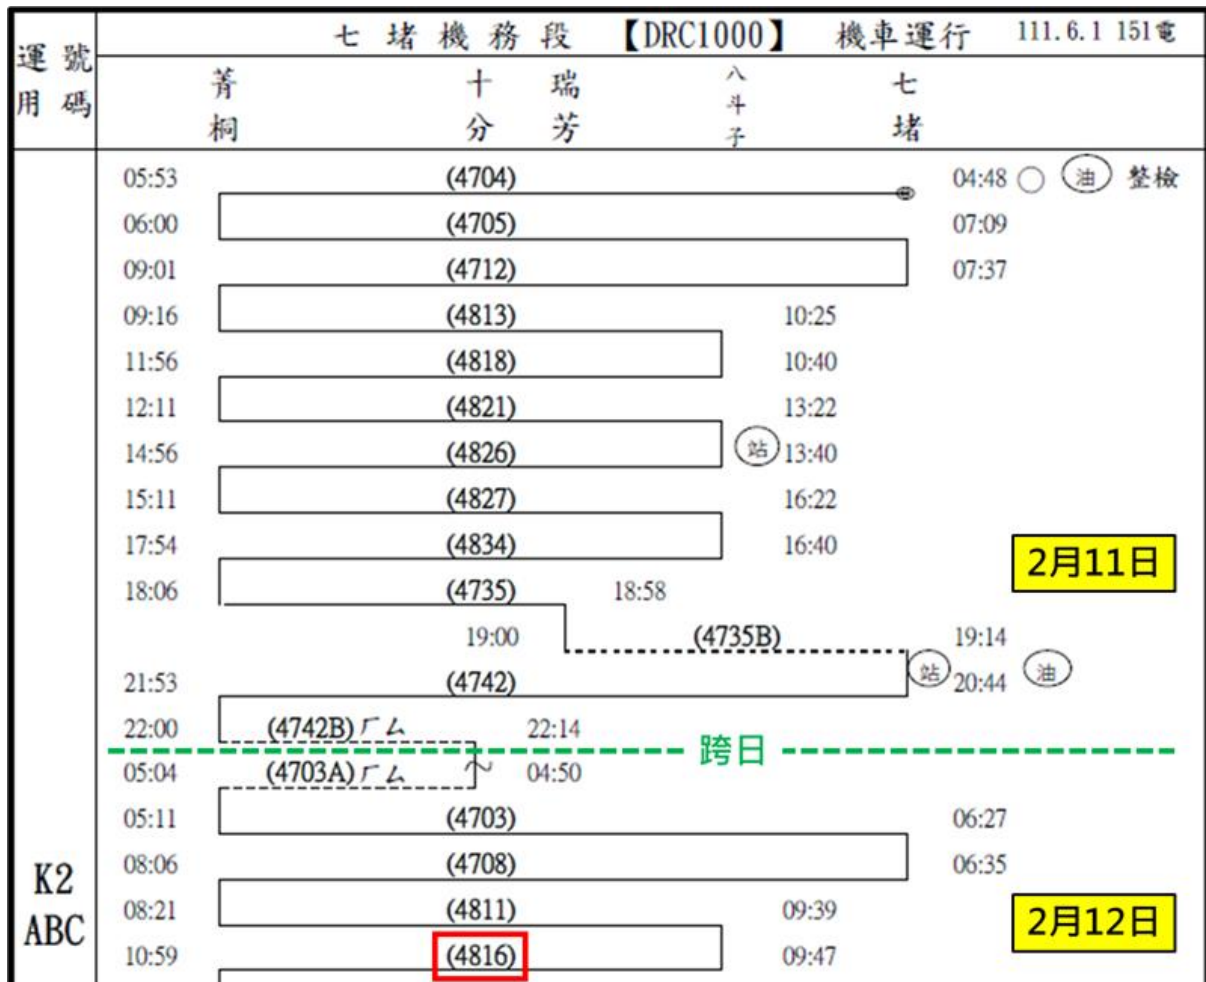 七堵機務段【DRC1000】機車運行 111.6.1 151電
運用 號碼
菁桐 十分 瑞芳 八斗子 七堵
05:53 (4704) 04:48 ○ 油 整檢
06:00 (4705) 07:09
09:01 (4712) 07:37
09:16 (4813) 10:25
11:56 (4818) 10:40
12:11 (4821) 13:22
14:56 (4826) 站 13:40
15:11 (4827) 16:22
17:54 (4834) 16:40
2月11日
18:06 (4735) 18:58
19:00 (4735B) 19:14
21:53 (4742) 站 20:44 油
22:00 (4742B)ㄏㄙ 22:14
跨日
05:04 (4703A)ㄏㄙ 04:50
05:11 (4703) 06:27
08:06 (4708) 06:35
K2
ABC
08:21 (4811) 09:39
2月12日
10:59 (4816) 09:47